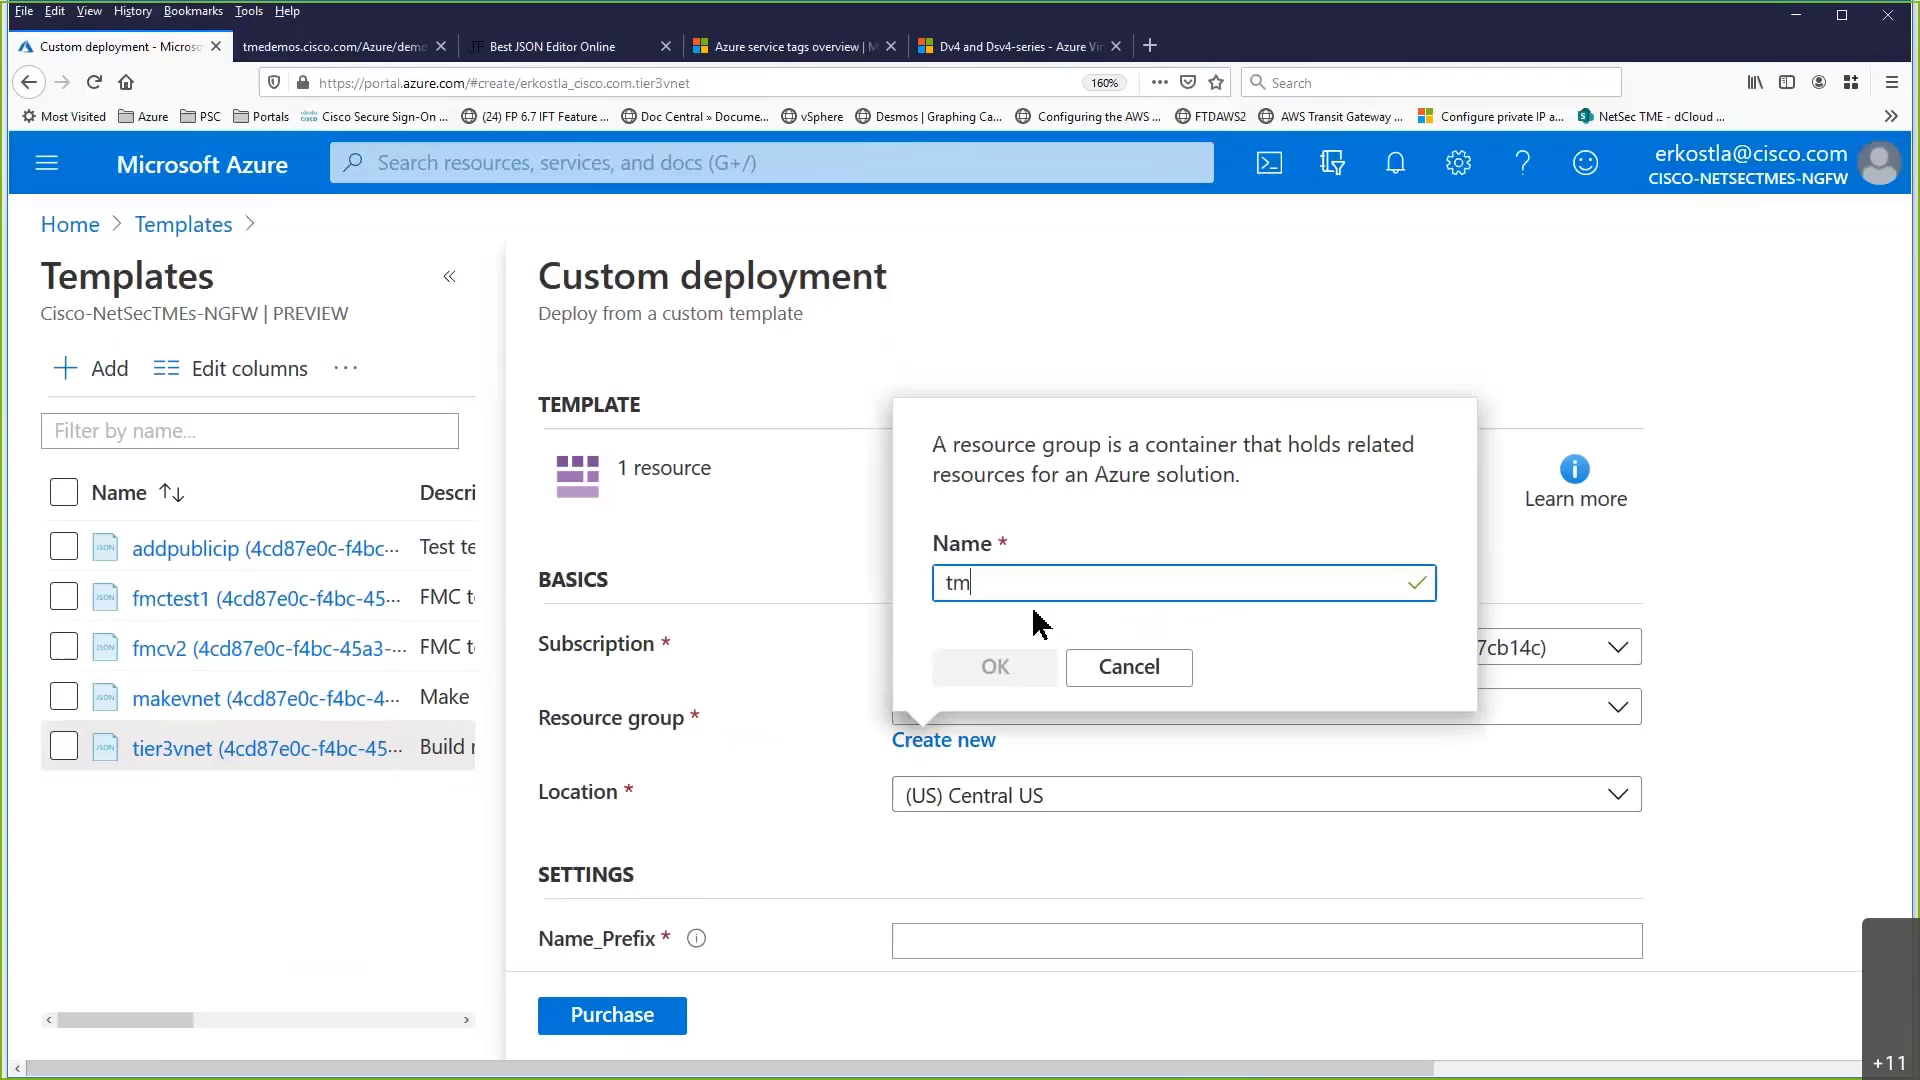 File Edit View History Bookmarks Tools Help
Custom deployment - Microso
tmedemos.cisco.com/Azure/demo
JF Best JSON Editor Online
Azure service tags overview | M
Dv4 and Dsv4-series - Azure Vir
https://portal.azure.com/#create/erkostla_cisco.com.tier3vnet
160%
Search
Most Visited Azure PSC Portals Cisco Secure Sign-On ... (24) FP 6.7 IFT Feature ... Doc Central » Docume... vSphere Desmos | Graphing Ca... Configuring the AWS ... FTDAWS2 AWS Transit Gateway ... Configure private IP a... NetSec TME - dCloud ...
Microsoft Azure
Search resources, services, and docs (G+/)
erkostla@cisco.com
CISCO-NETSECTMES-NGFW
Home > Templates >
Templates
Cisco-NetSecTMEs-NGFW | PREVIEW
Add Edit columns ...
Filter by name...
Name Descri
JSON addpublicip (4cd87e0c-f4bc-... Test te
JSON fmctest1 (4cd87e0c-f4bc-45... FMC t
JSON fmcv2 (4cd87e0c-f4bc-45a3-... FMC t
JSON makevnet (4cd87e0c-f4bc-4... Make
JSON tier3vnet (4cd87e0c-f4bc-45... Build
Custom deployment
Deploy from a custom template
TEMPLATE
1 resource
Learn more
A resource group is a container that holds related
resources for an Azure solution.
Name *
tm
OK Cancel
BASICS
Subscription *
7cb14c)
Resource group *
Create new
Location *
(US) Central US
SETTINGS
Name_Prefix *
Purchase
+11